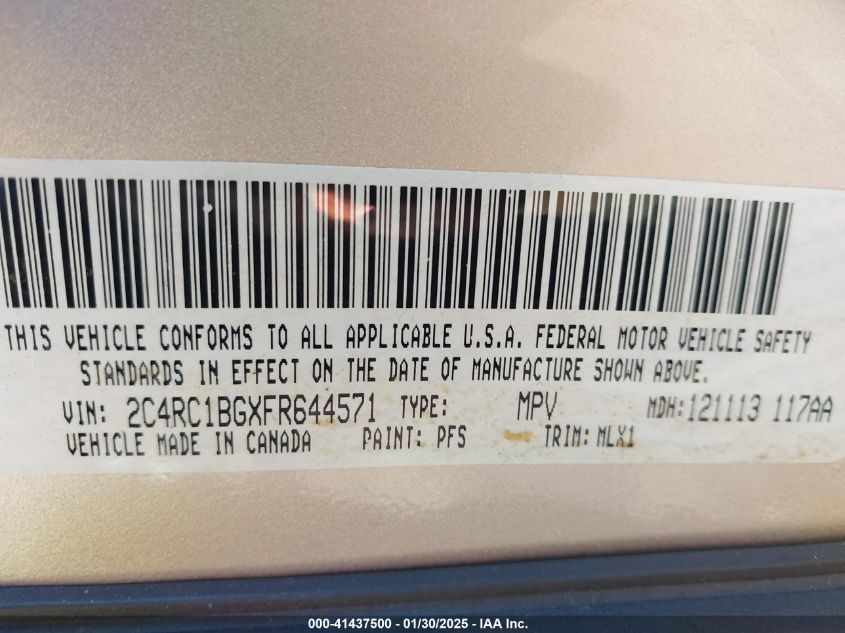 THIS VEHICLE CONFORMS TO ALL APPLICABLE U.S.A. FEDERAL MOTOR VEHICLE SAFETY
STANDARDS IN EFFECT ON THE DATE OF MANUFACTURE SHOWN ABOVE.
VIN: 2C4RC1BGXFR644571 TYPE: MPV MDH:121113 117AA
VEHICLE MADE IN CANADA PAINT: PFS TRIM: MLX1
000-41437500 - 01/30/2025 - IAA Inc.